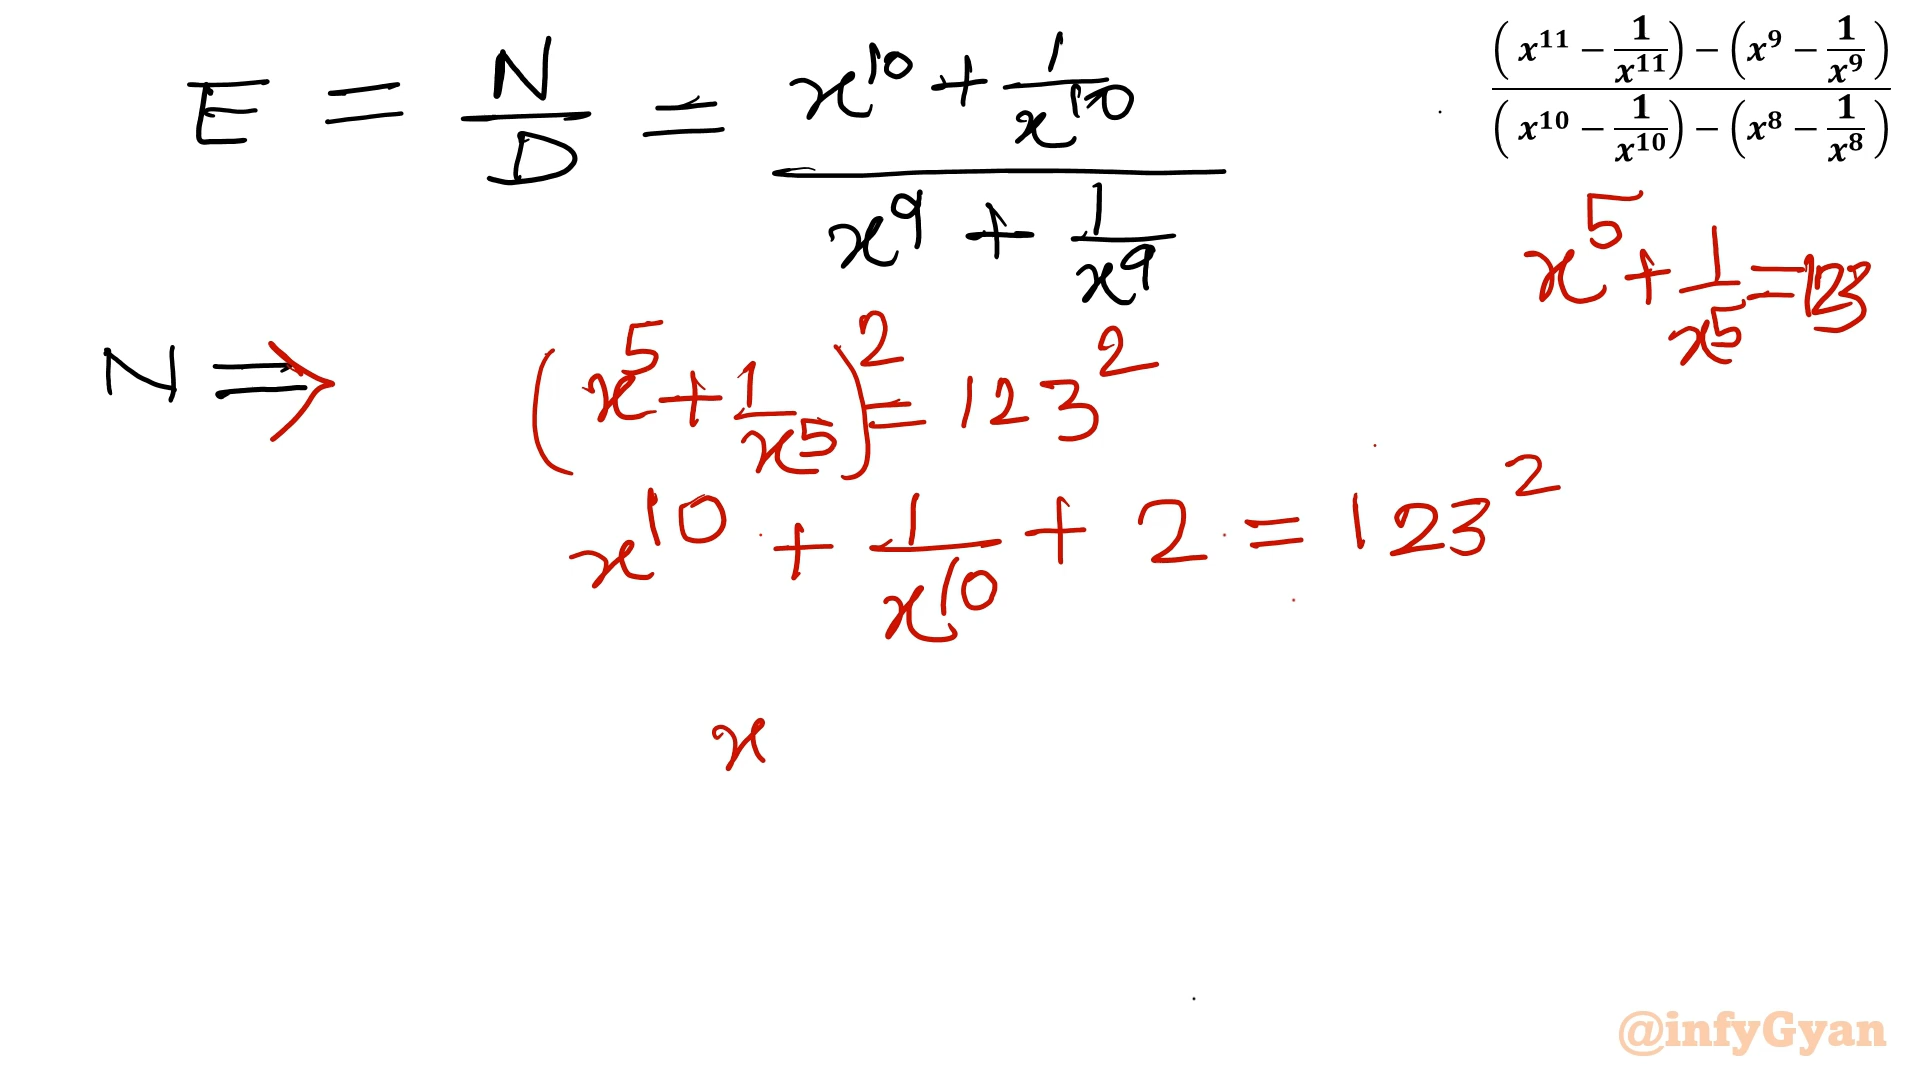 E = N/D = (x^10 + 1/x^10)/(x^9 + 1/x^9)
((x^11 − 1/x^11) − (x^9 − 1/x^9))/((x^10 − 1/x^10) − (x^8 − 1/x^8))
x^5 + 1/x^5 = 123
N ⇒ (x^5 + 1/x^5)^2 = 123^2
x^10 + 1/x^10 + 2 = 123^2
x
@infyGyan